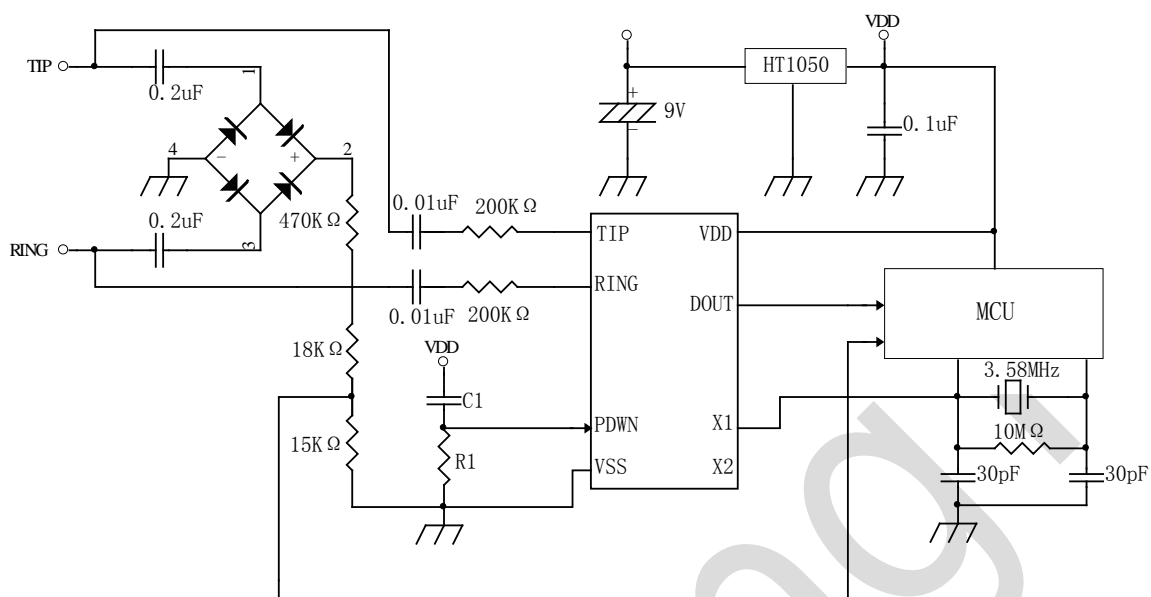 VDD
TIP
0.2uF
1
HT1050
+
9V
−
0.1uF
4
−
+
2
0.2uF
3
RING
470KΩ
0.01uF
200KΩ
TIP
VDD
RING
DOUT
MCU
0.01uF
200KΩ
18KΩ
VDD
3.58MHz
C1
15KΩ
PDWN
X1
10MΩ
R1
VSS
X2
30pF
30pF